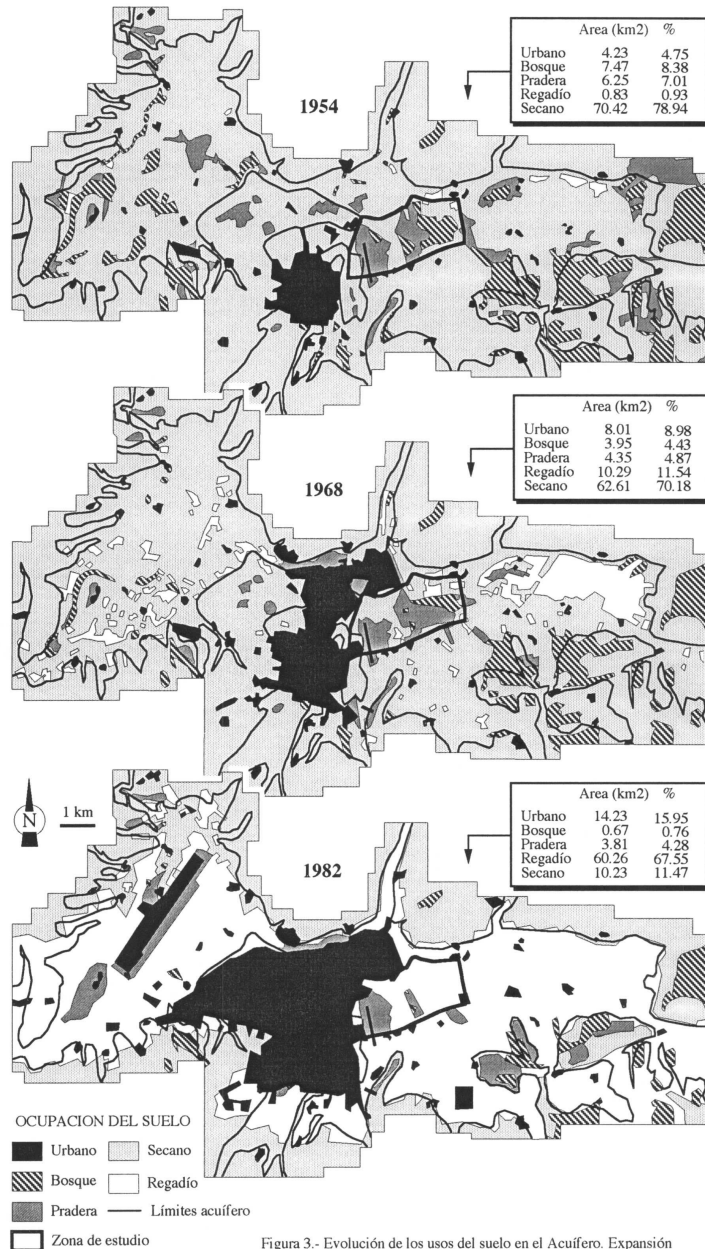 Area (km2) %
Urbano 4.23 4.75
Bosque 7.47 8.38
Pradera 6.25 7.01
Regadío 0.83 0.93
Secano 70.42 78.94
1954
Area (km2) %
Urbano 8.01 8.98
Bosque 3.95 4.43
Pradera 4.35 4.87
Regadío 10.29 11.54
Secano 62.61 70.18
1968
Area (km2) %
Urbano 14.23 15.95
Bosque 0.67 0.76
Pradera 3.81 4.28
Regadío 60.26 67.55
Secano 10.23 11.47
N 1 km
1982
OCUPACION DEL SUELO
Urbano Secano
Bosque Regadío
Pradera Límites acuífero
Zona de estudio
Figura 3.- Evolución de los usos del suelo en el Acuífero. Expansión